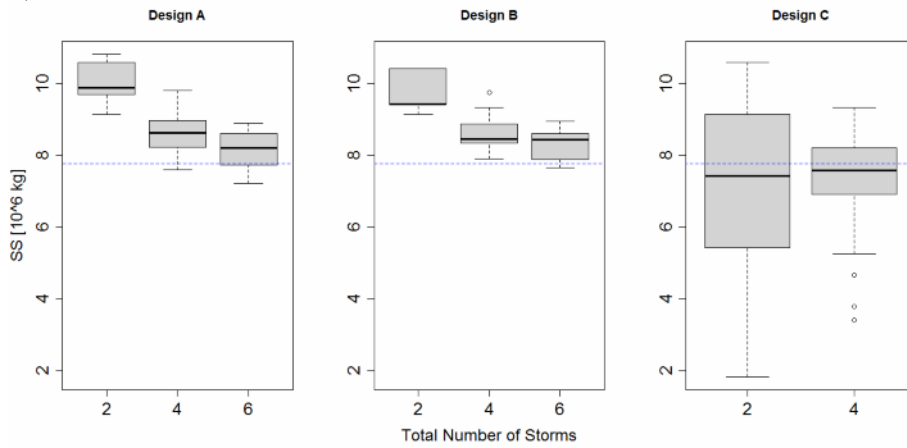 Design A Design B Design C
SS [10^6 kg]
10 10 10
8 8 8
6 6 6
4 4 4
2 2 2
2 4 6 2 4 6 2 4
Total Number of Storms